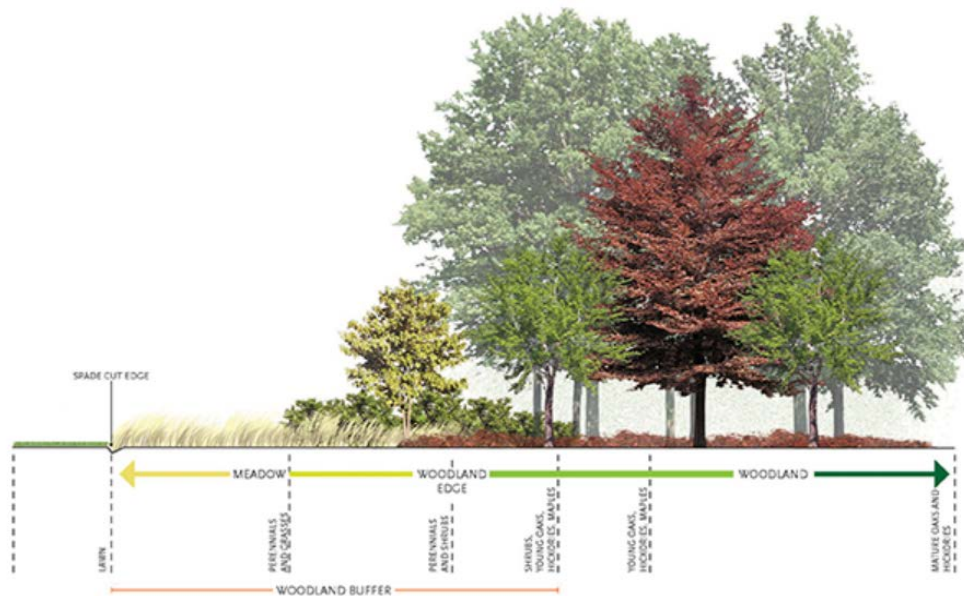 SPADE CUT EDGE
MEADOW
WOODLAND
EDGE
WOODLAND
LAWN
PERENNIALS
AND GRASSES
PERENNIALS
AND SHRUBS
SHRUBS,
YOUNG OAKS,
HICKORIES, MAPLES
YOUNG OAKS,
HICKORIES, MAPLES
MATURE OAKS AND
HICKORIES
WOODLAND BUFFER